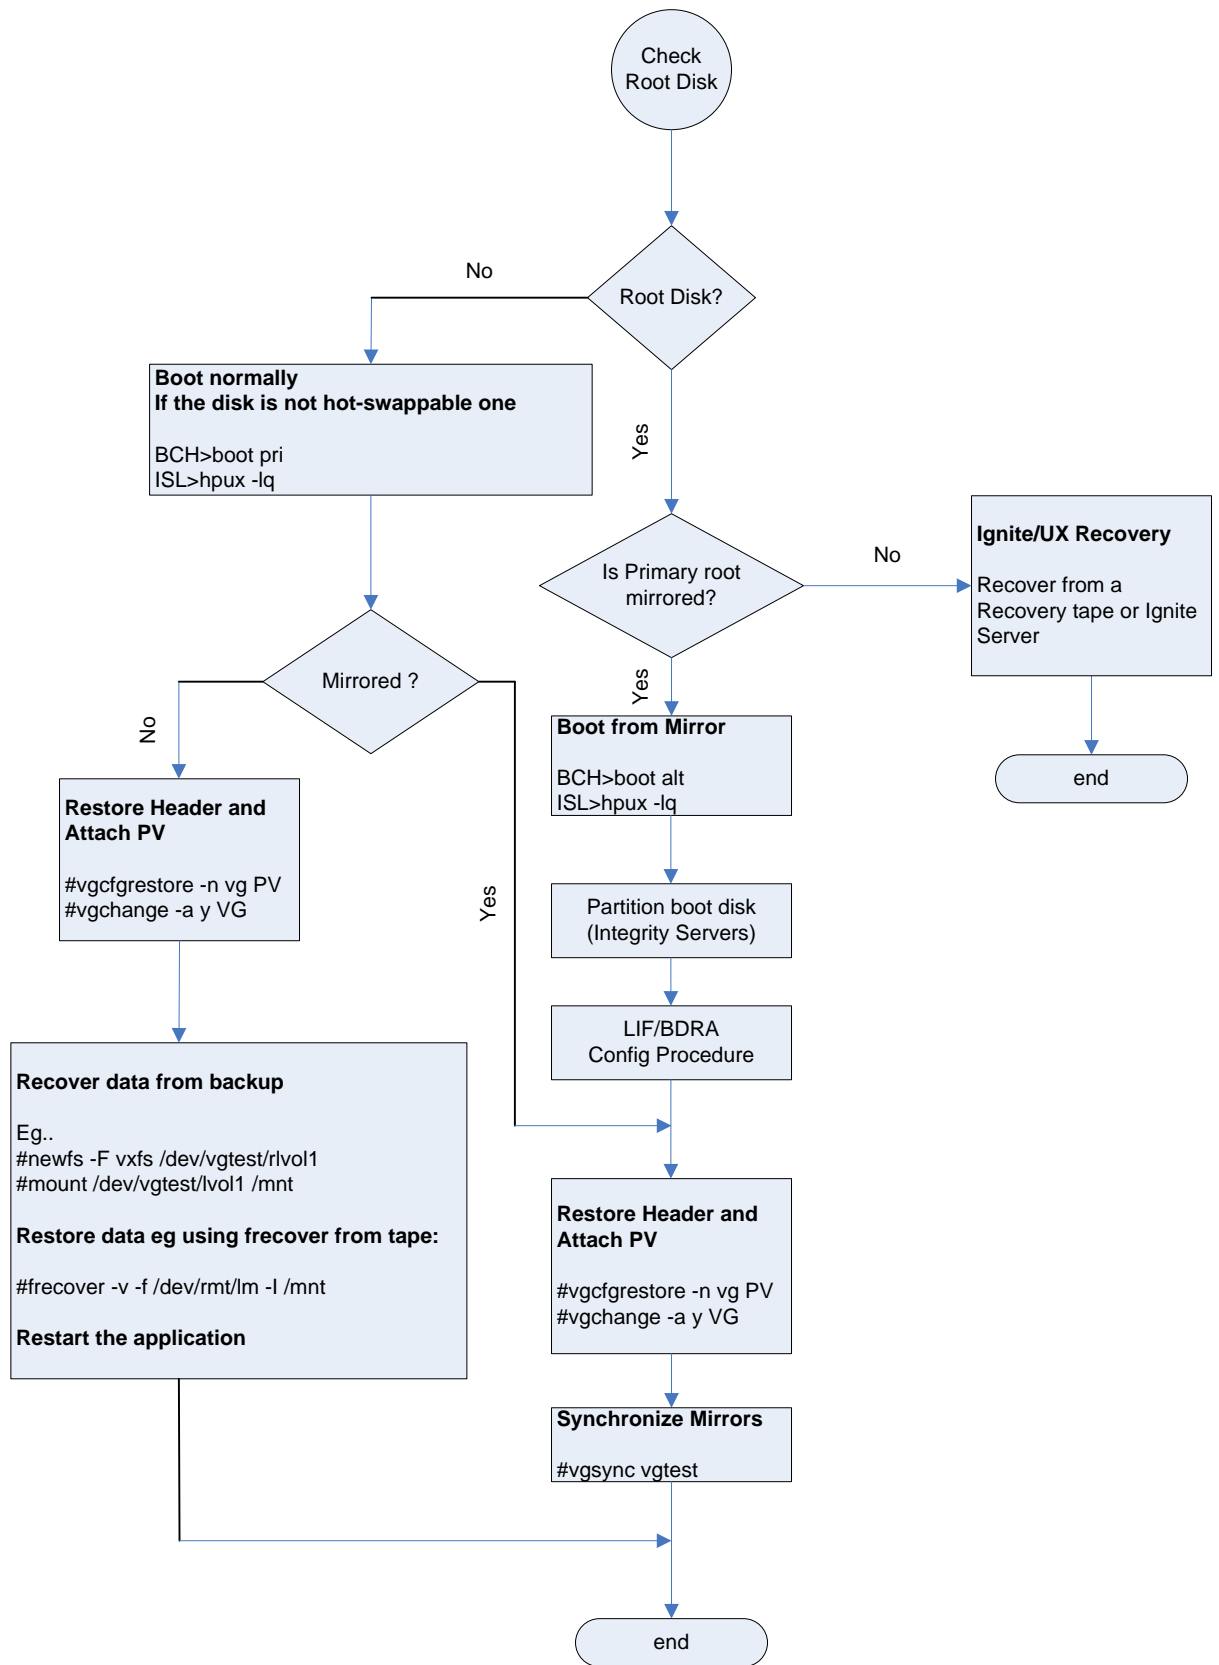 Check
Root Disk
Root Disk?
No
Yes
Boot normally
If the disk is not hot-swappable one
BCH>boot pri
ISL>hpux -lq
Is Primary root
mirrored?
No
Yes
Ignite/UX Recovery
Recover from a
Recovery tape or Ignite
Server
end
Mirrored ?
No
Yes
Boot from Mirror
BCH>boot alt
ISL>hpux -lq
Restore Header and
Attach PV
#vgcfgrestore -n vg PV
#vgchange -a y VG
Partition boot disk
(Integrity Servers)
LIF/BDRA
Config Procedure
Recover data from backup
Eg..
#newfs -F vxfs /dev/vgtest/rlvol1
#mount /dev/vgtest/lvol1 /mnt
Restore data eg using frecover from tape:
#frecover -v -f /dev/rmt/lm -I /mnt
Restart the application
Restore Header and
Attach PV
#vgcfgrestore -n vg PV
#vgchange -a y VG
Synchronize Mirrors
#vgsync vgtest
end